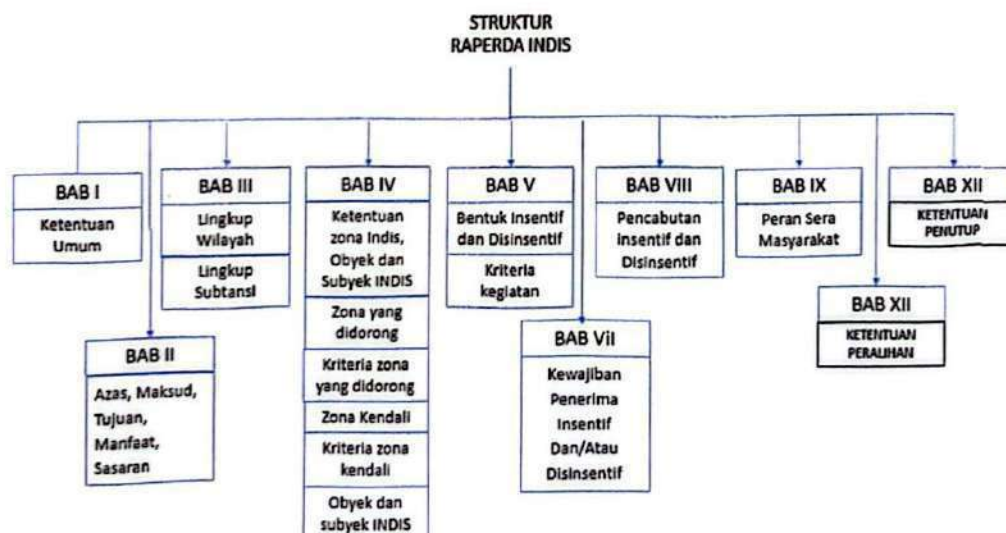 STRUKTUR
RAPERDA INDIS
BAB I
Ketentuan
Umum
BAB II
Azas, Maksud,
Tujuan,
Manfaat,
Sasaran
BAB III
Lingkup
Wilayah
Lingkup
Subtansi
BAB IV
Ketentuan
zona Indis,
Obyek dan
Subyek INDIS
Zona yang
didorong
Kriteria zona
yang didorong
Zona Kendali
Kriteria zona
kendali
Obyek dan
subyek INDIS
BAB V
Bentuk Insentif
dan Disinsentif
Kriteria
kegiatan
BAB VII
Kewajiban
Penerima
Insentif
Dan/Atau
Disinsentif
BAB VIII
Pencabutan
insentif dan
Disinsentif
BAB IX
Peran Sera
Masyarakat
BAB XII
KETENTUAN
PERALIHAN
BAB XII
KETENTUAN
PENUTUP